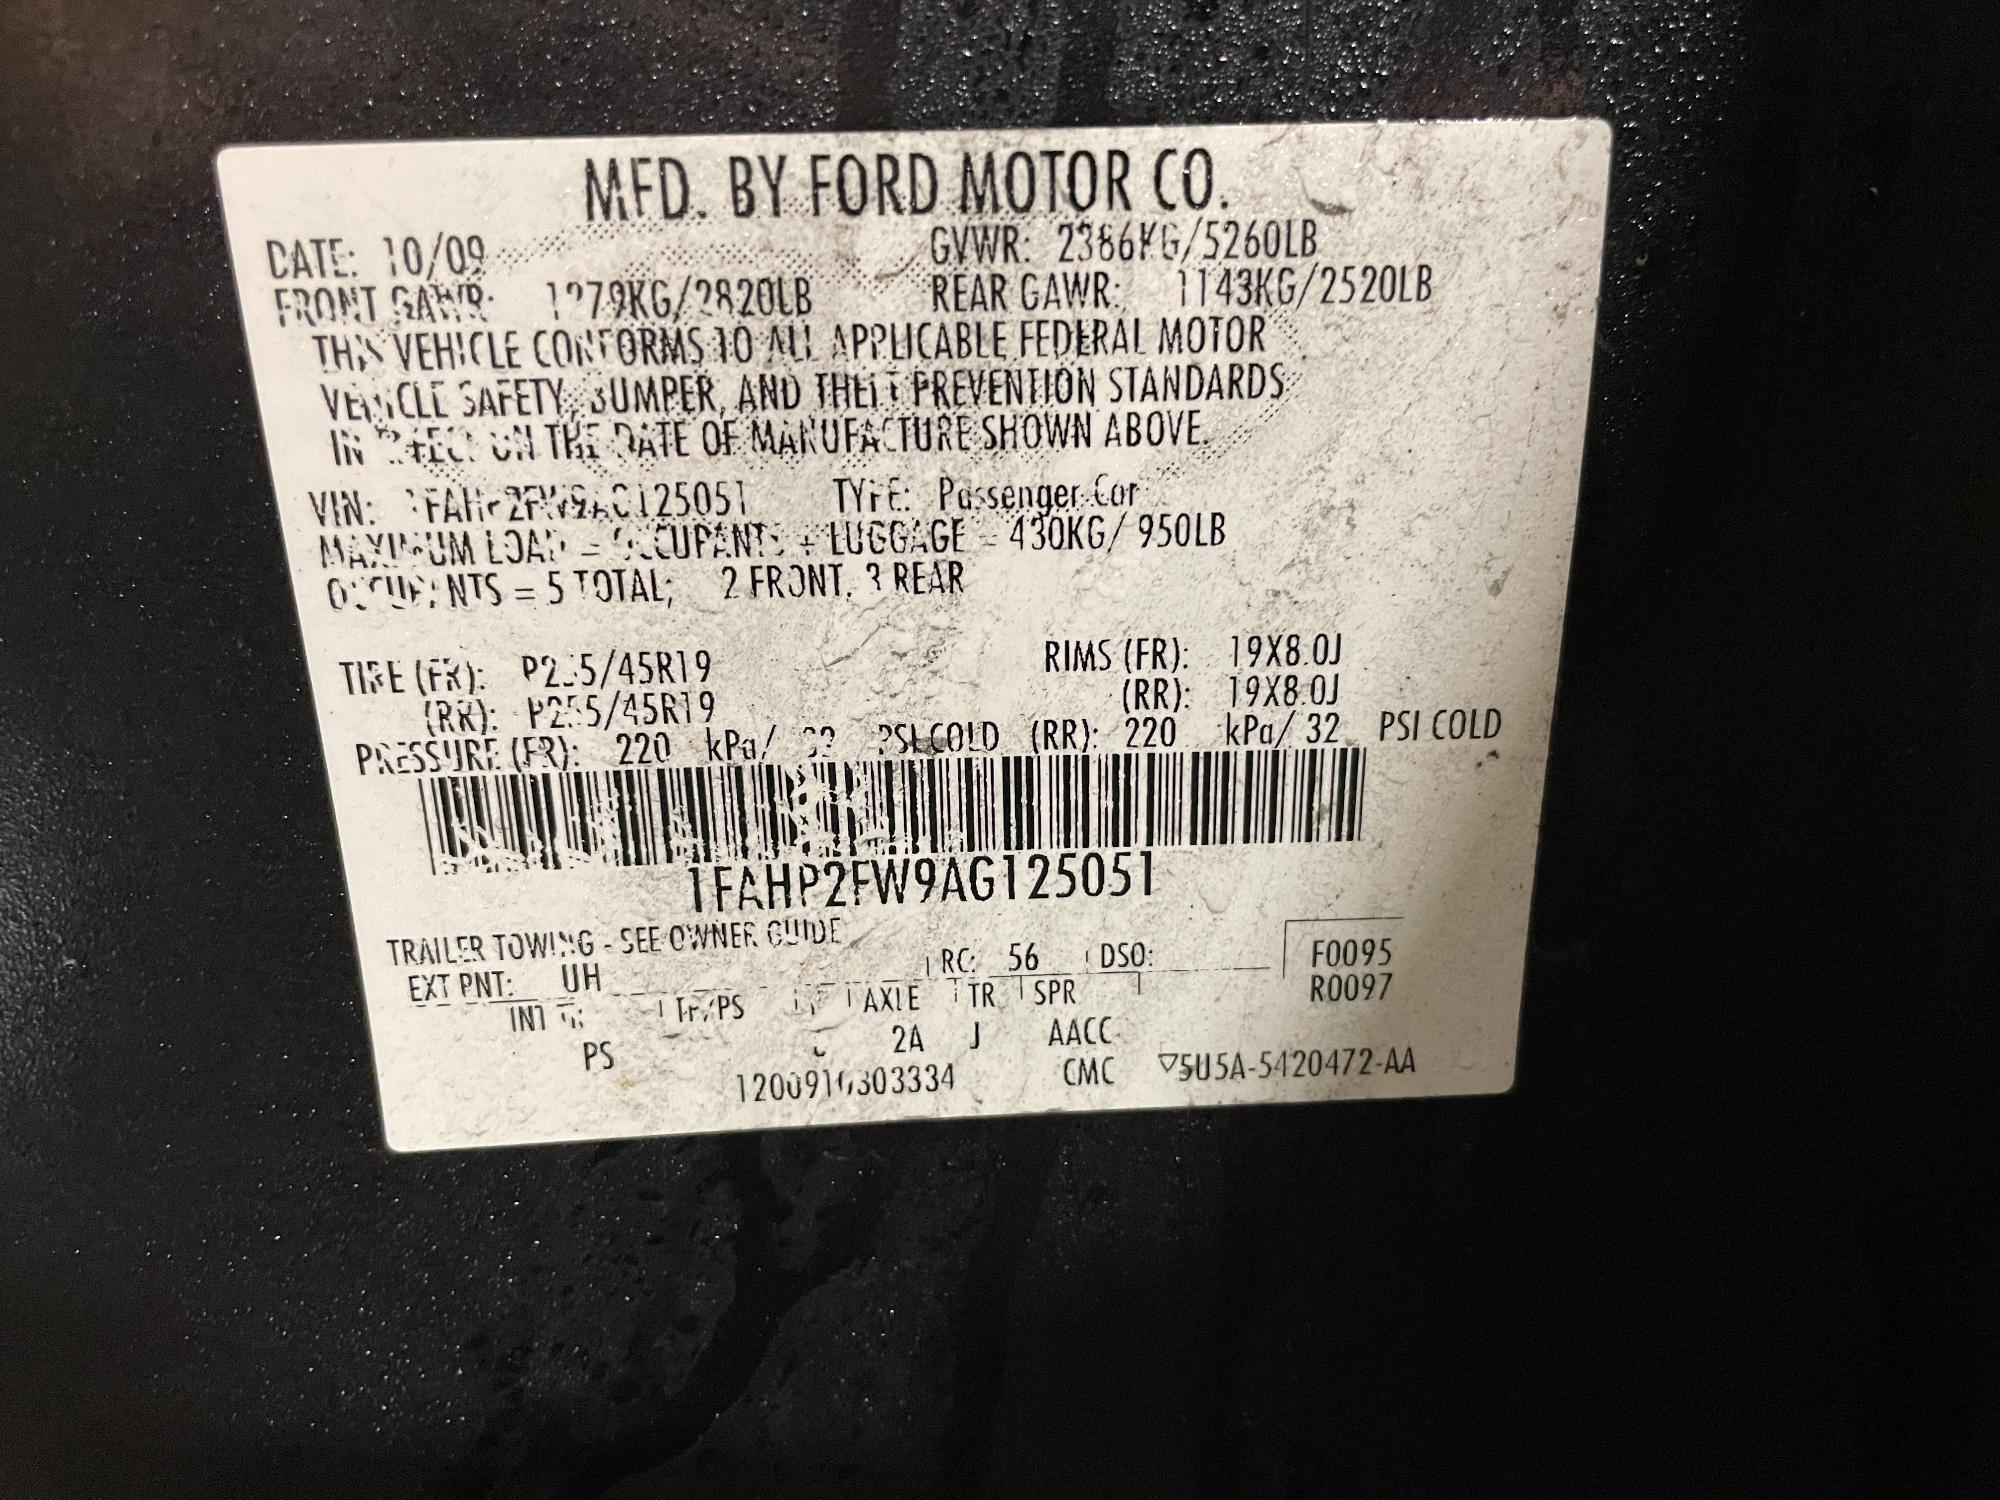 MFD. BY FORD MOTOR CO.
DATE: 10/09 GVWR: 2386KG/5260LB
FRONT GAWR: 1279KG/2820LB REAR GAWR: 1143KG/2520LB
THIS VEHICLE CONFORMS TO ALL APPLICABLE FEDERAL MOTOR
VEHICLE SAFETY, BUMPER, AND THEFT PREVENTION STANDARDS
IN EFFECT ON THE DATE OF MANUFACTURE SHOWN ABOVE.
VIN: 1FAHP2FW9AG125051 TYPE: Passenger Car
MAXIMUM LOAD = OCCUPANTS + LUGGAGE = 430KG/ 950LB
OCCUPANTS = 5 TOTAL; 2 FRONT, 3 REAR
TIRE (FR): P255/45R19 RIMS (FR): 19X8.0J
(RR): P255/45R19 (RR): 19X8.0J
PRESSURE (FR): 220 kPa/ 32 PSI COLD (RR): 220 kPa/ 32 PSI COLD
1FAHP2FW9AG125051
TRAILER TOWING - SEE OWNER GUIDE
EXT PNT: UH RC: 56 DSO: F0095
INT TR: TP/PS AXLE TR SPR R0097
PS 2A J AACC
CMC ▽5U5A-5420472-AA